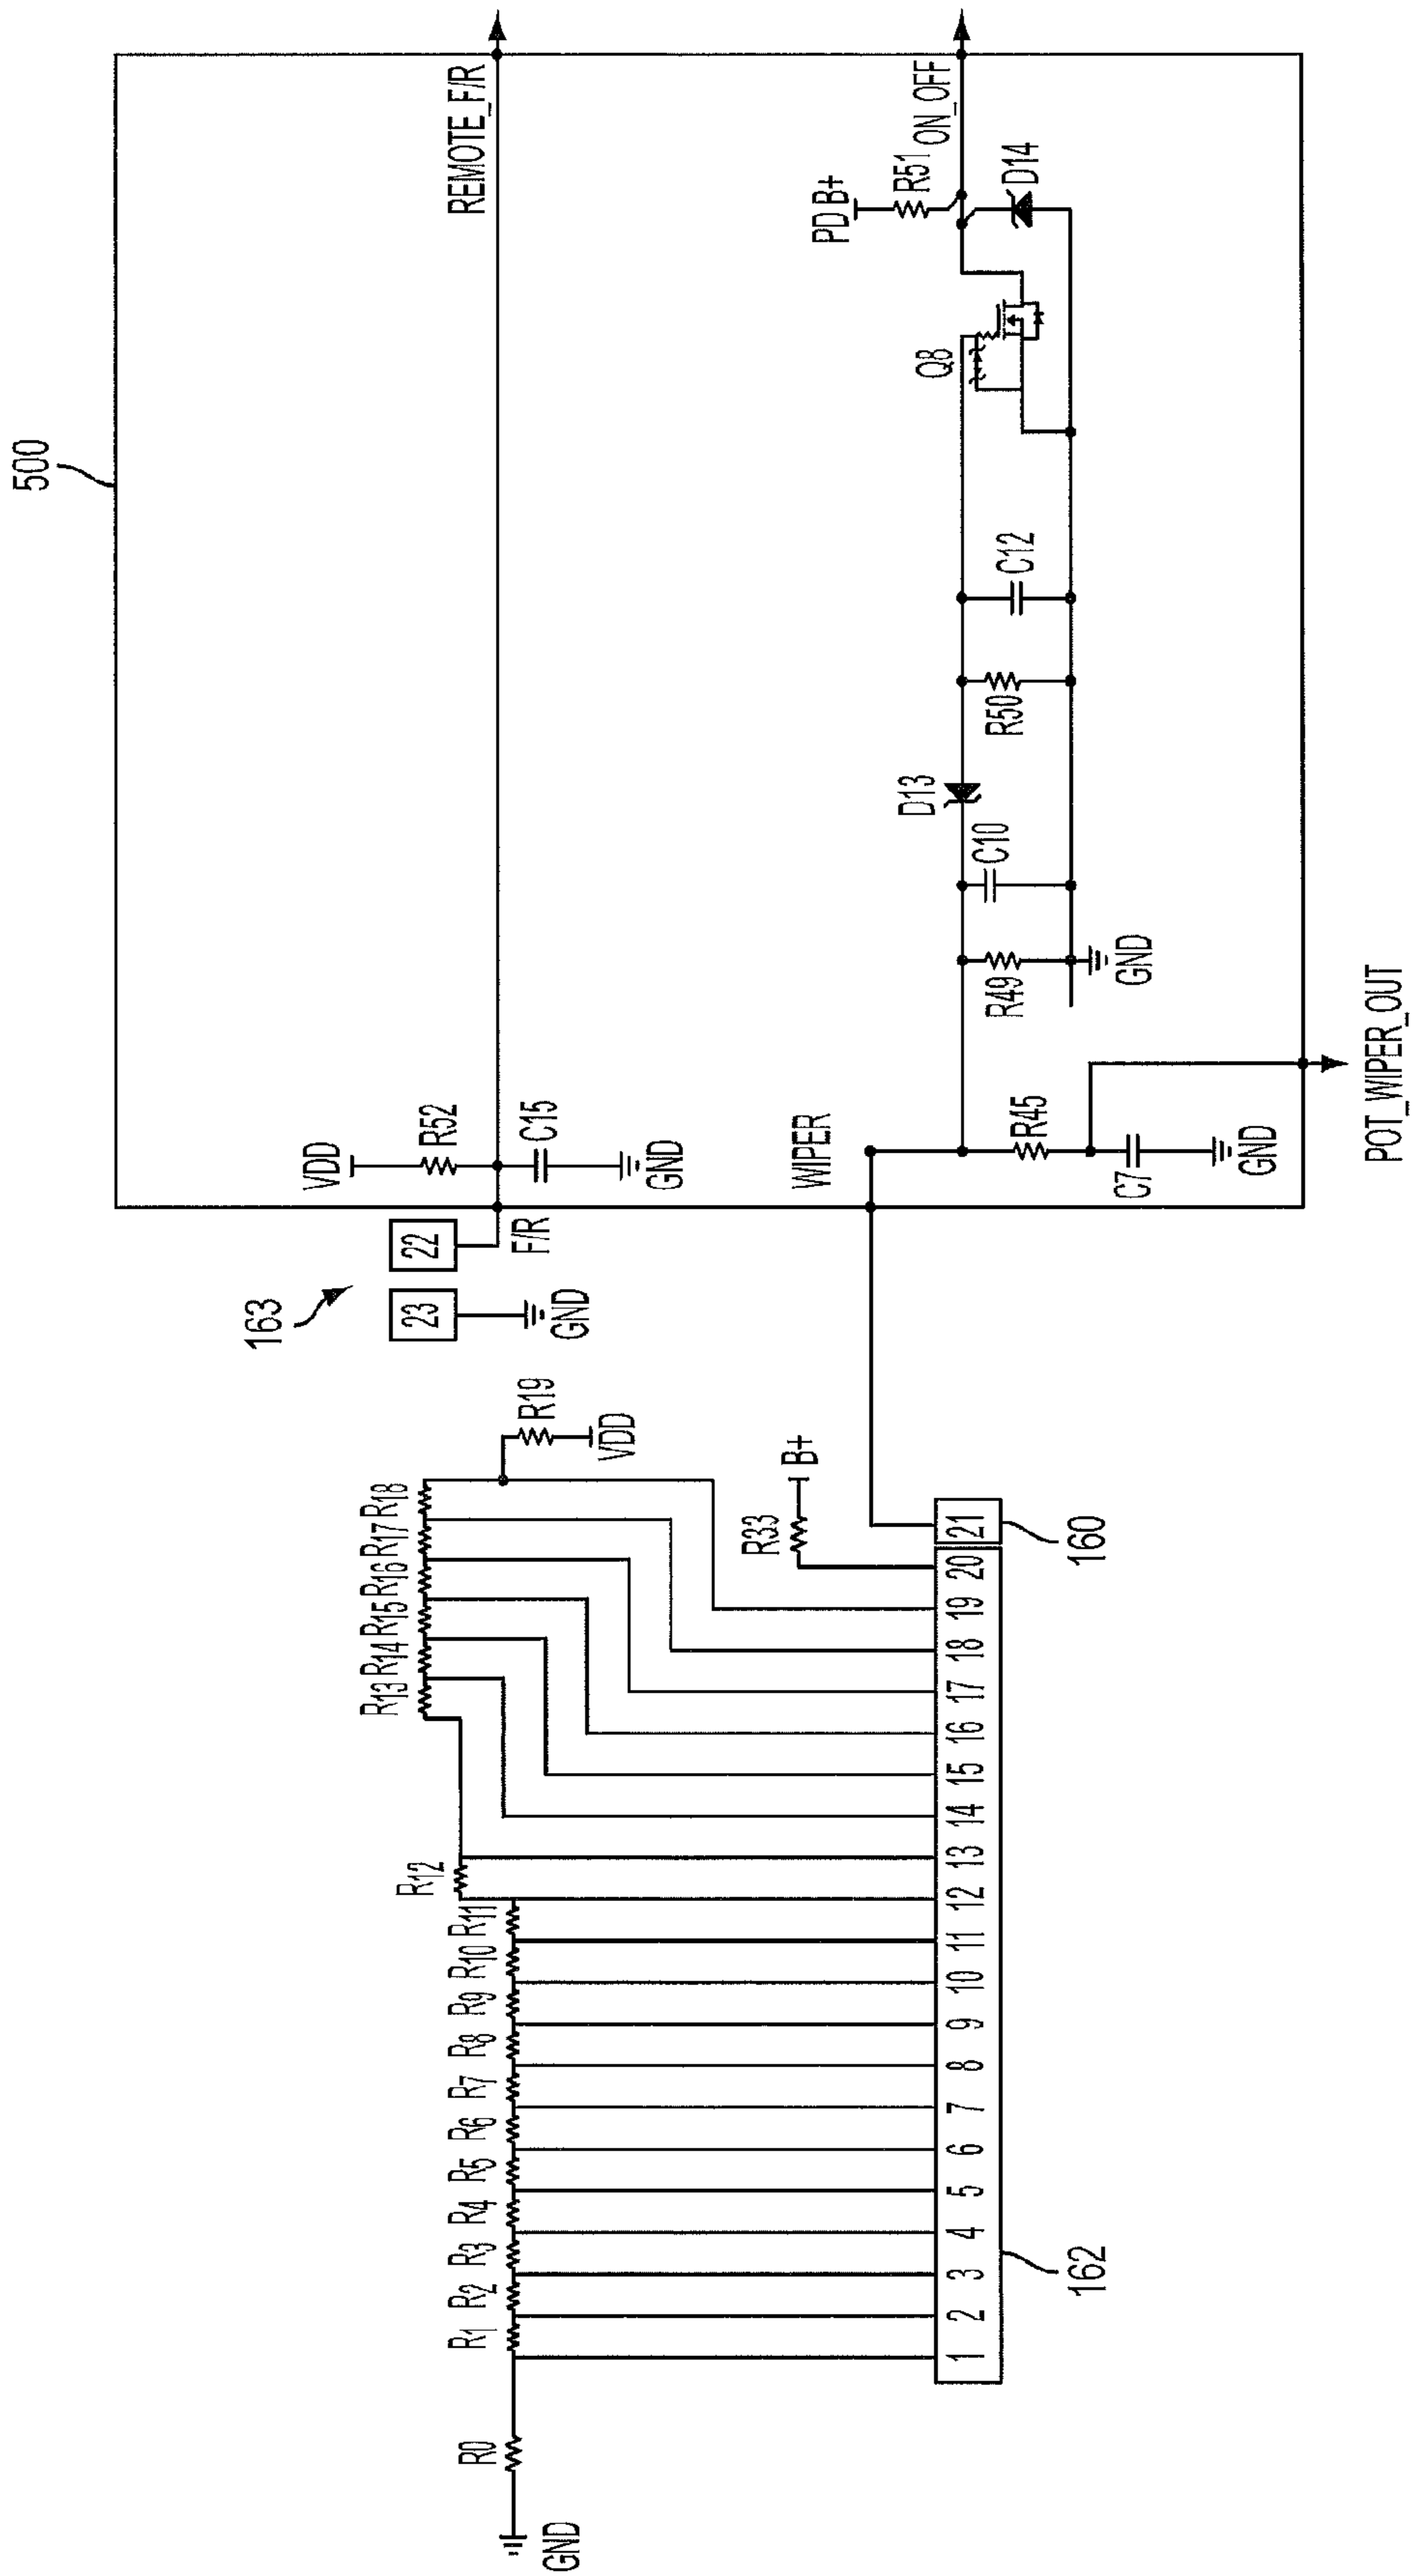 500
REMOTE_F/R
ON_OFF
PD B+
R51
D14
Q8
C12
R50
D13
C10
R49
GND
VDD
R52
C15
GND
WIPER
R45
C7
GND
POT_WIPER_OUT
163
22
F/R
23
GND
R19
VDD
R13 R14 R15 R16 R17 R18
R33
B+
R12
R0 R1 R2 R3 R4 R5 R6 R7 R8 R9 R10 R11
GND
1 2 3 4 5 6 7 8 9 10 11 12 13 14 15 16 17 18 19 20 21
162
160